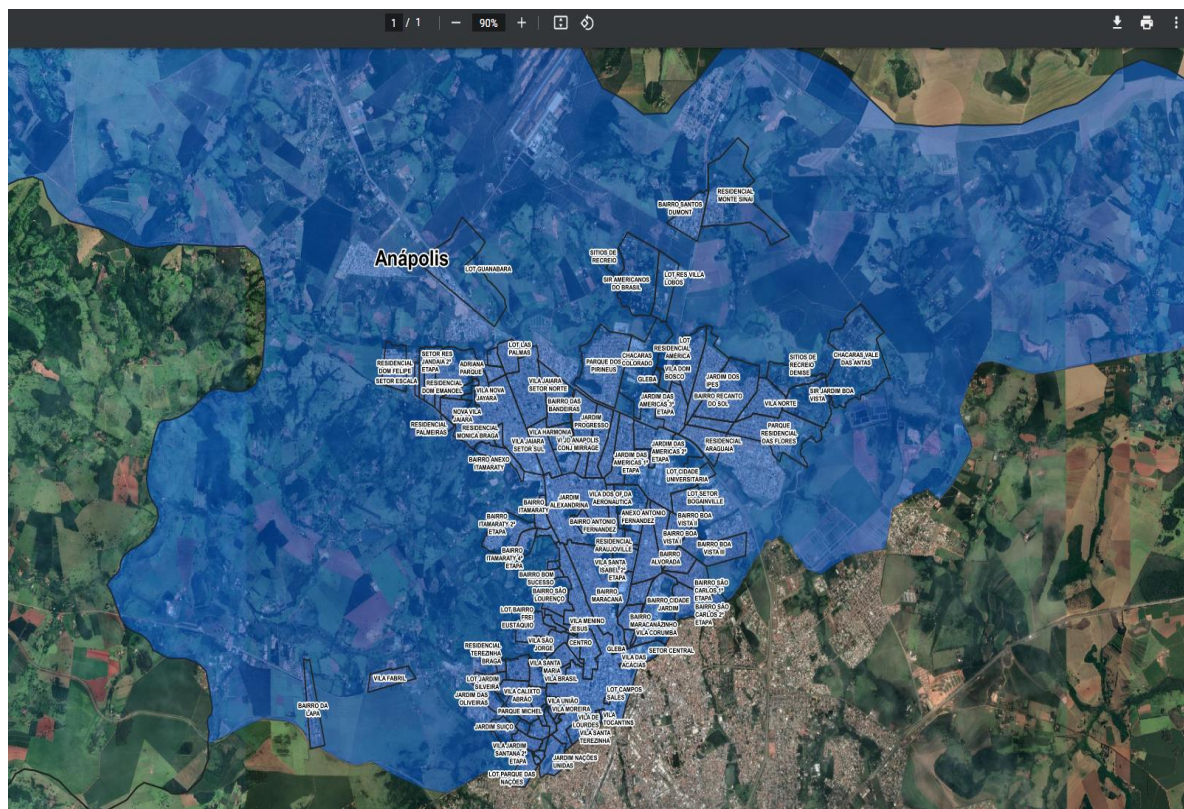 1 / 1
90%
RESIDENCIAL
MONTE SINAI
BAIRRO SANTOS
DUMONT
Anápolis
LOT GUANABARA
SITIOS DE
RECREIO
SIR AMERICANOS
DO BRASIL
LOT RES VILLA
LOBOS
RESIDENCIAL
DOM FELIPE
SETOR ESCALA
SETOR RES
JANDAIA 2ª
ETAPA
RESIDENCIAL
DOM EMANOEL
ADRIANA
PARQUE
LOT LAS
PALMAS
VILA NOVA
JAYARA
VILA JAIARA
SETOR NORTE
BAIRRO DAS
BANDEIRAS
PARQUE DOS
PIRINEUS
CHACARAS
COLORADO
GLEBA
LOT
RESIDENCIAL
AMÉRICA
VILA DOM
BOSCO
JARDIM DOS
IPES
BAIRRO RECANTO
DO SOL
SITIOS DE
RECREIO
DENISE
CHACARAS VALE
DAS ANTAS
SIR JARDIM BOA
VISTA
VILA NORTE
NOVA VILA
JAIARA
RESIDENCIAL
PALMEIRAS
RESIDENCIAL
MONICA BRAGA
VILA HARMONIA
VILA JAIARA
SETOR SUL
JARDIM
PROGRESSO
VI JD ANAPOLIS
CONJ MIRRAGE
JARDIM DAS
AMERICAS 3ª
ETAPA
JARDIM DAS
AMERICAS 1ª
ETAPA
JARDIM DAS
AMERICAS 2ª
ETAPA
RESIDENCIAL
ARAGUAIA
PARQUE
RESIDENCIAL
DAS FLORES
BAIRRO ANEXO
ITAMARATY
LOT CIDADE
UNIVERSITÁRIA
BAIRRO
ITAMARATY
JARDIM
ALEXANDRINA
VILA DOS OF DA
AERONAUTICA
LOT SETOR
BOGAINVILLE
BAIRRO
ITAMARATY 2ª
ETAPA
BAIRRO ANTONIO
FERNANDEZ
ANEXO ANTONIO
FERNANDEZ
BAIRRO BOA
VISTA II
BAIRRO BOA
VISTA I
BAIRRO BOA
VISTA III
BAIRRO
ITAMARATY 4ª
ETAPA
RESIDENCIAL
ARAUJOVILLE
BAIRRO
ALVORADA
BAIRRO BOM
SUCESSO
VILA SANTA
ISABEL 2ª
ETAPA
BAIRRO SÃO
LOURENÇO
BAIRRO
MARACANÃ
BAIRRO CIDADE
JARDIM
BAIRRO SÃO
CARLOS 1ª
ETAPA
BAIRRO SÃO
CARLOS 2ª
ETAPA
LOT BAIRRO
FREI
EUSTÁQUIO
VILA MENINO
JESUS
BAIRRO
MARACANÃZINHO
VILA CORUMBA
VILA SÃO
JORGE
CENTRO
GLEBA
SETOR CENTRAL
RESIDENCIAL
TEREZINHA
BRAGA
VILA SANTA
MARIA
VILA BRASIL
VILA DAS
ACÁCIAS
VILA FABRIL
LOT JARDIM
SILVEIRA
JARDIM DAS
OLIVEIRAS
VILA CALIXTO
ABRÃO
LOT CAMPOS
SALES
BAIRRO DA
LAPA
PARQUE MICHEL
VILA UNIÃO
VILA MOREIRA
VILA DE
LOURDES
VILA
TOCANTINS
JARDIM SUIÇO
VILA SANTA
TEREZINHA
VILA JARDIM
SANTANA 2ª
ETAPA
JARDIM NAÇÕES
UNIDAS
LOT PARQUE DAS
NAÇÕES